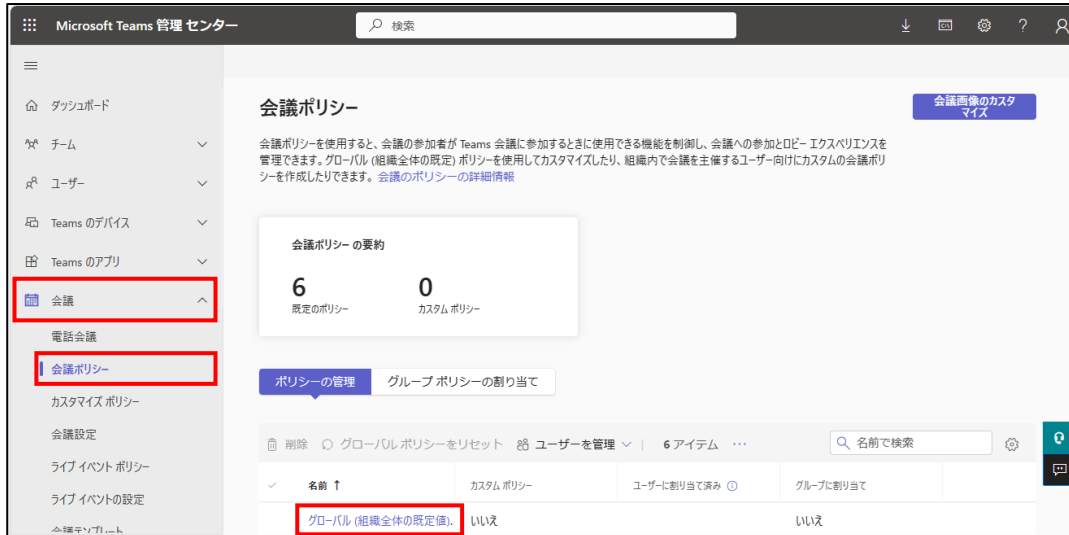 Microsoft Teams 管理 センター
検索
ダッシュボード
チーム
ユーザー
Teams のデバイス
Teams のアプリ
会議
電話会議
会議ポリシー
カスタマイズ ポリシー
会議設定
ライブ イベント ポリシー
ライブ イベントの設定
会議テンプレート
会議ポリシー
会議画像のカスタ
マイズ
会議ポリシーを使用すると、会議の参加者が Teams 会議に参加するときに使用できる機能を制御し、会議への参加とロビー エクスペリエンスを
管理できます。グローバル (組織全体の既定) ポリシーを使用してカスタマイズしたり、組織内で会議を主催するユーザー向けにカスタムの会議ポリ
シーを作成したりできます。 会議のポリシーの詳細情報
会議ポリシー の要約
6 0
既定のポリシー カスタム ポリシー
ポリシーの管理 グループ ポリシーの割り当て
削除 グローバル ポリシーをリセット ユーザーを管理 | 6 アイテム ... 名前で検索
名前 ↑ カスタム ポリシー ユーザーに割り当て済み グループに割り当て
グローバル (組織全体の既定値). いいえ いいえ